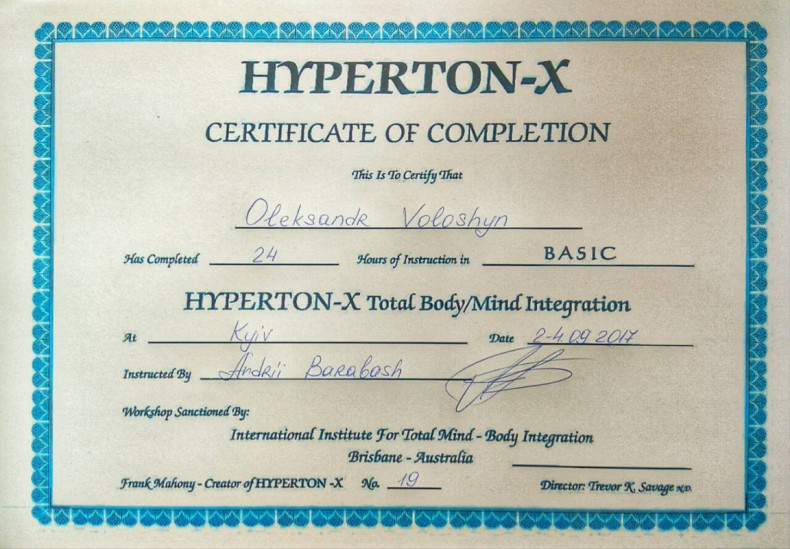 HYPERTON-X
CERTIFICATE OF COMPLETION
This Is To Certify That
Oleksandr Voloshyn
Has Completed 24 Hours of Instruction in BASIC
HYPERTON-X Total Body/Mind Integration
At Kyiv Date 2-4.09.2017
Instructed By Andrii Barabash
Workshop Sanctioned By:
International Institute For Total Mind - Body Integration
Brisbane - Australia
Frank Mahony - Creator of HYPERTON -X No. 19 Director: Trevor K. Savage N.D.